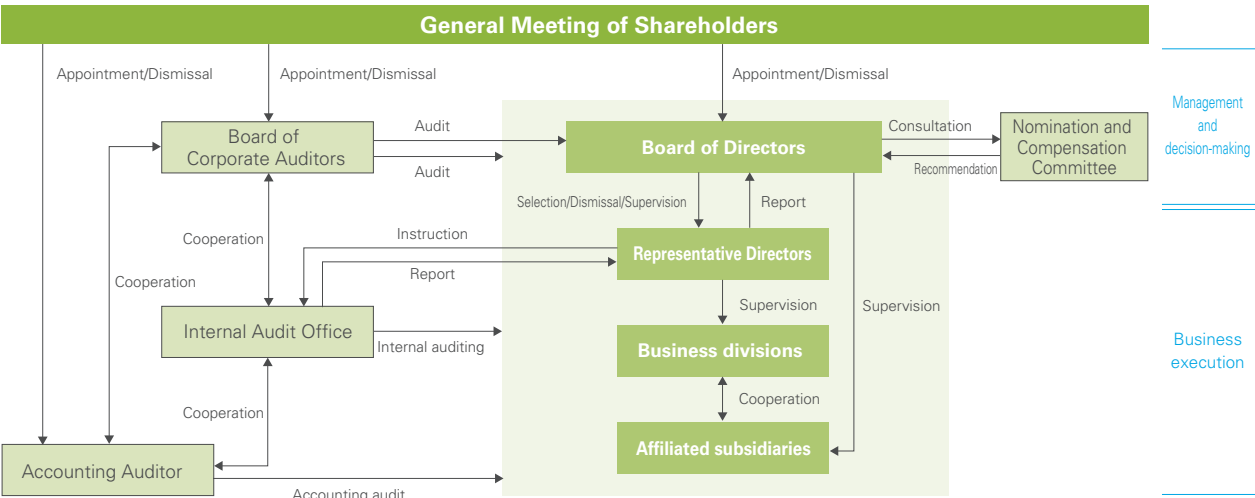 General Meeting of Shareholders
Appointment/Dismissal
Appointment/Dismissal
Appointment/Dismissal
Management
and
decision-making
Board of
Corporate Auditors
Audit
Audit
Board of Directors
Consultation
Recommendation
Nomination and
Compensation
Committee
Selection/Dismissal/Supervision
Report
Cooperation
Cooperation
Instruction
Report
Representative Directors
Supervision
Supervision
Internal Audit Office
Internal auditing
Business divisions
Business
execution
Cooperation
Cooperation
Affiliated subsidiaries
Accounting Auditor
Accounting audit